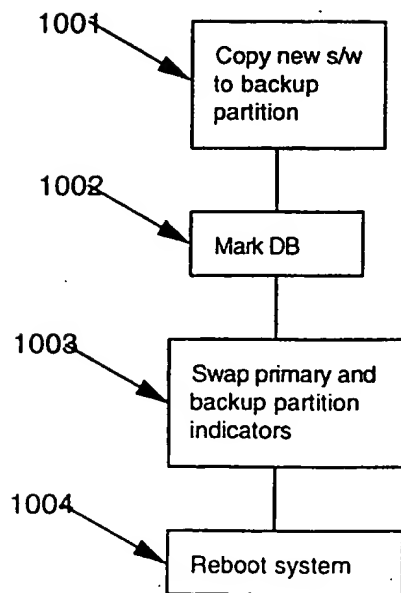 1001
Copy new s/w
to backup
partition
1002
Mark DB
1003
Swap primary and
backup partition
indicators
1004
Reboot system